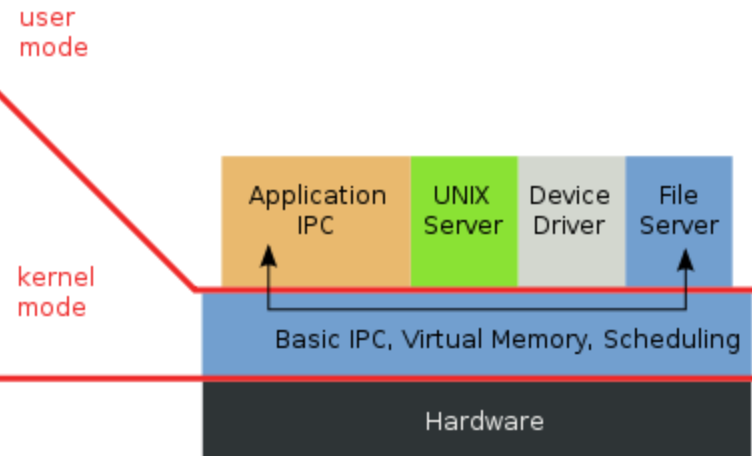 user
mode
Application
IPC
UNIX
Server
Device
Driver
File
Server
kernel
mode
Basic IPC, Virtual Memory, Scheduling
Hardware